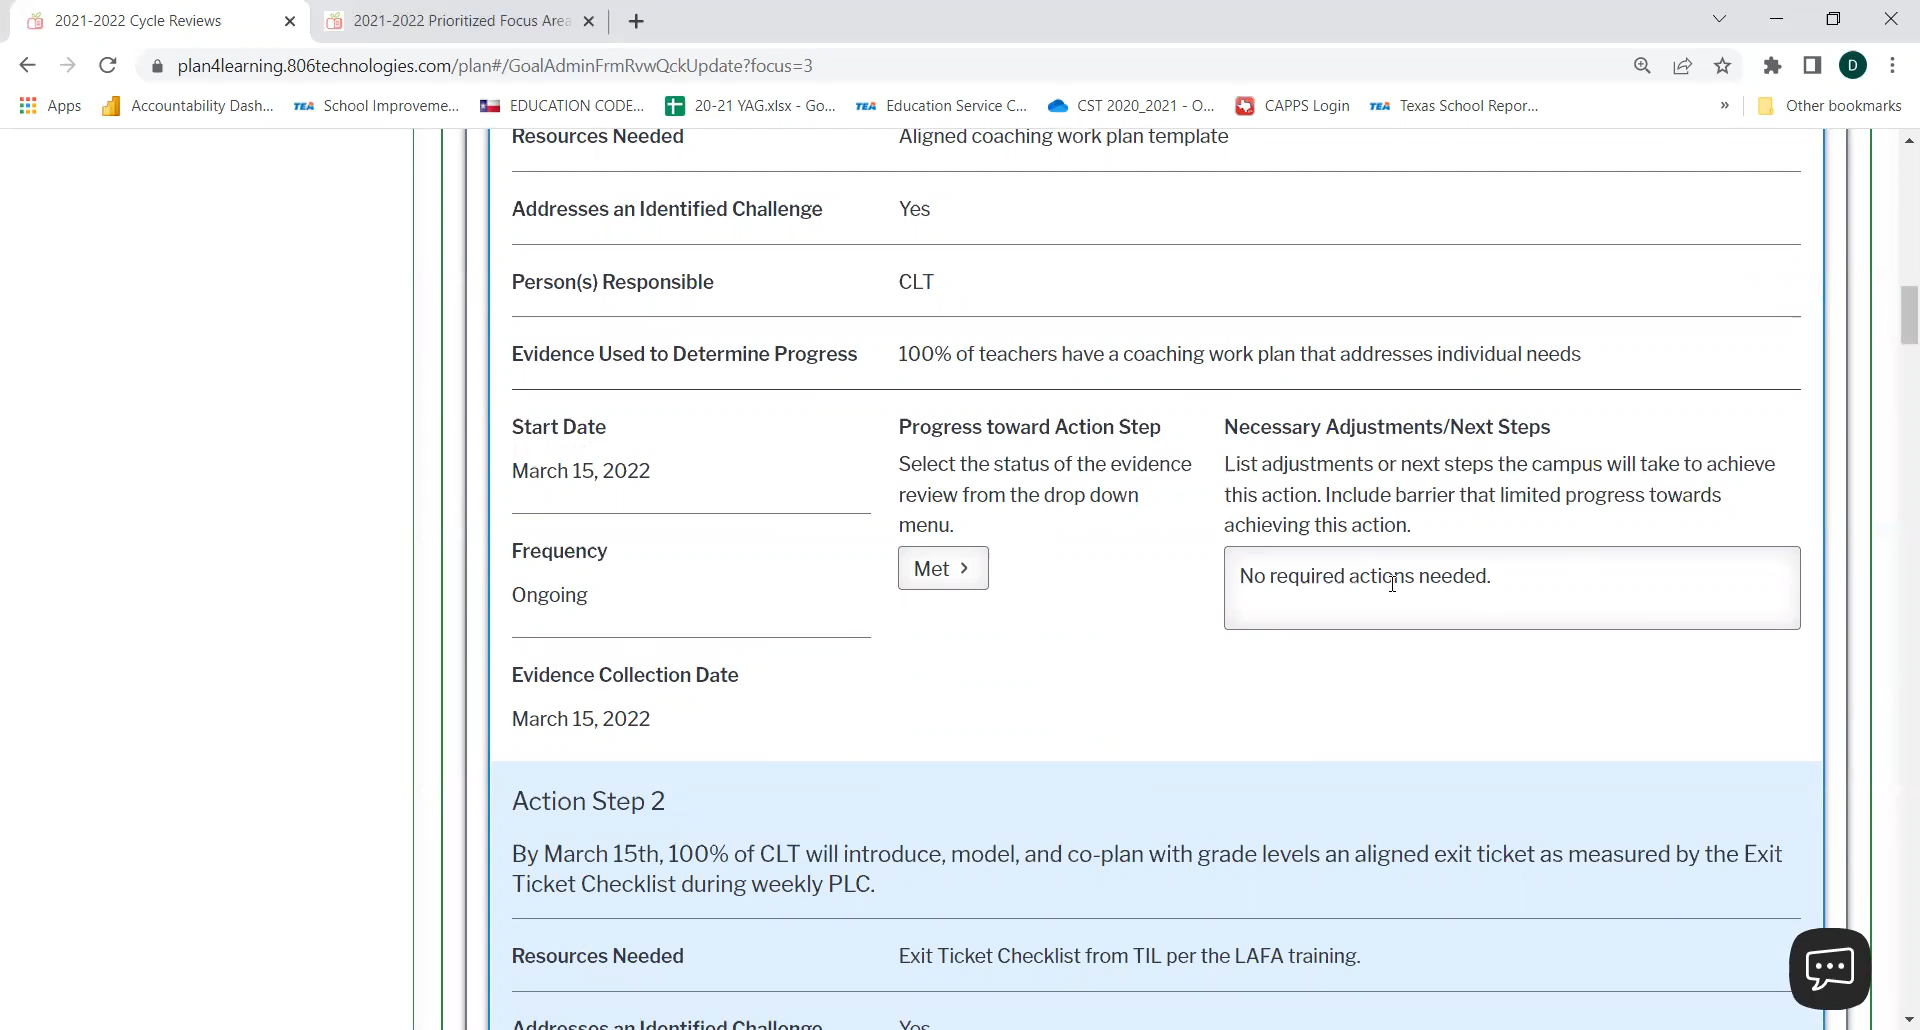 2021-2022 Cycle Reviews
2021-2022 Prioritized Focus Area
plan4learning.806technologies.com/plan#/GoalAdminFrmRvwQckUpdate?focus=3
D
Apps
Accountability Dash...
TEA School Improveme...
EDUCATION CODE...
20-21 YAG.xlsx - Go...
TEA Education Service C...
CST 2020_2021 - O...
CAPPS Login
TEA Texas School Repor...
»
Other bookmarks
Resources Needed
Aligned coaching work plan template
Addresses an Identified Challenge
Yes
Person(s) Responsible
CLT
Evidence Used to Determine Progress
100% of teachers have a coaching work plan that addresses individual needs
Start Date
March 15, 2022
Frequency
Ongoing
Evidence Collection Date
March 15, 2022
Progress toward Action Step
Select the status of the evidence
review from the drop down
menu.
Met >
Necessary Adjustments/Next Steps
List adjustments or next steps the campus will take to achieve
this action. Include barrier that limited progress towards
achieving this action.
No required actions needed.
Action Step 2
By March 15th, 100% of CLT will introduce, model, and co-plan with grade levels an aligned exit ticket as measured by the Exit
Ticket Checklist during weekly PLC.
Resources Needed
Exit Ticket Checklist from TIL per the LAFA training.
Addresses an Identified Challenge
Yes